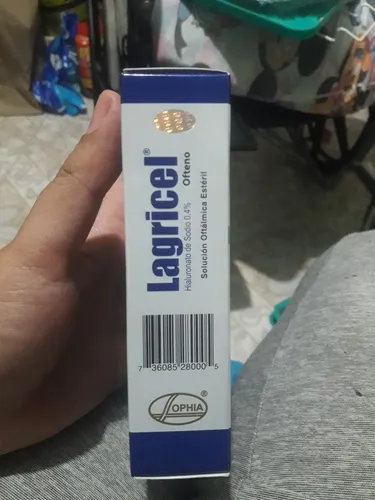 Lagricel® Ofteno
Hialuronato de Sodio 0.4%
Solución Oftálmica Estéril
7 36085 28000 5
SOPHIA®